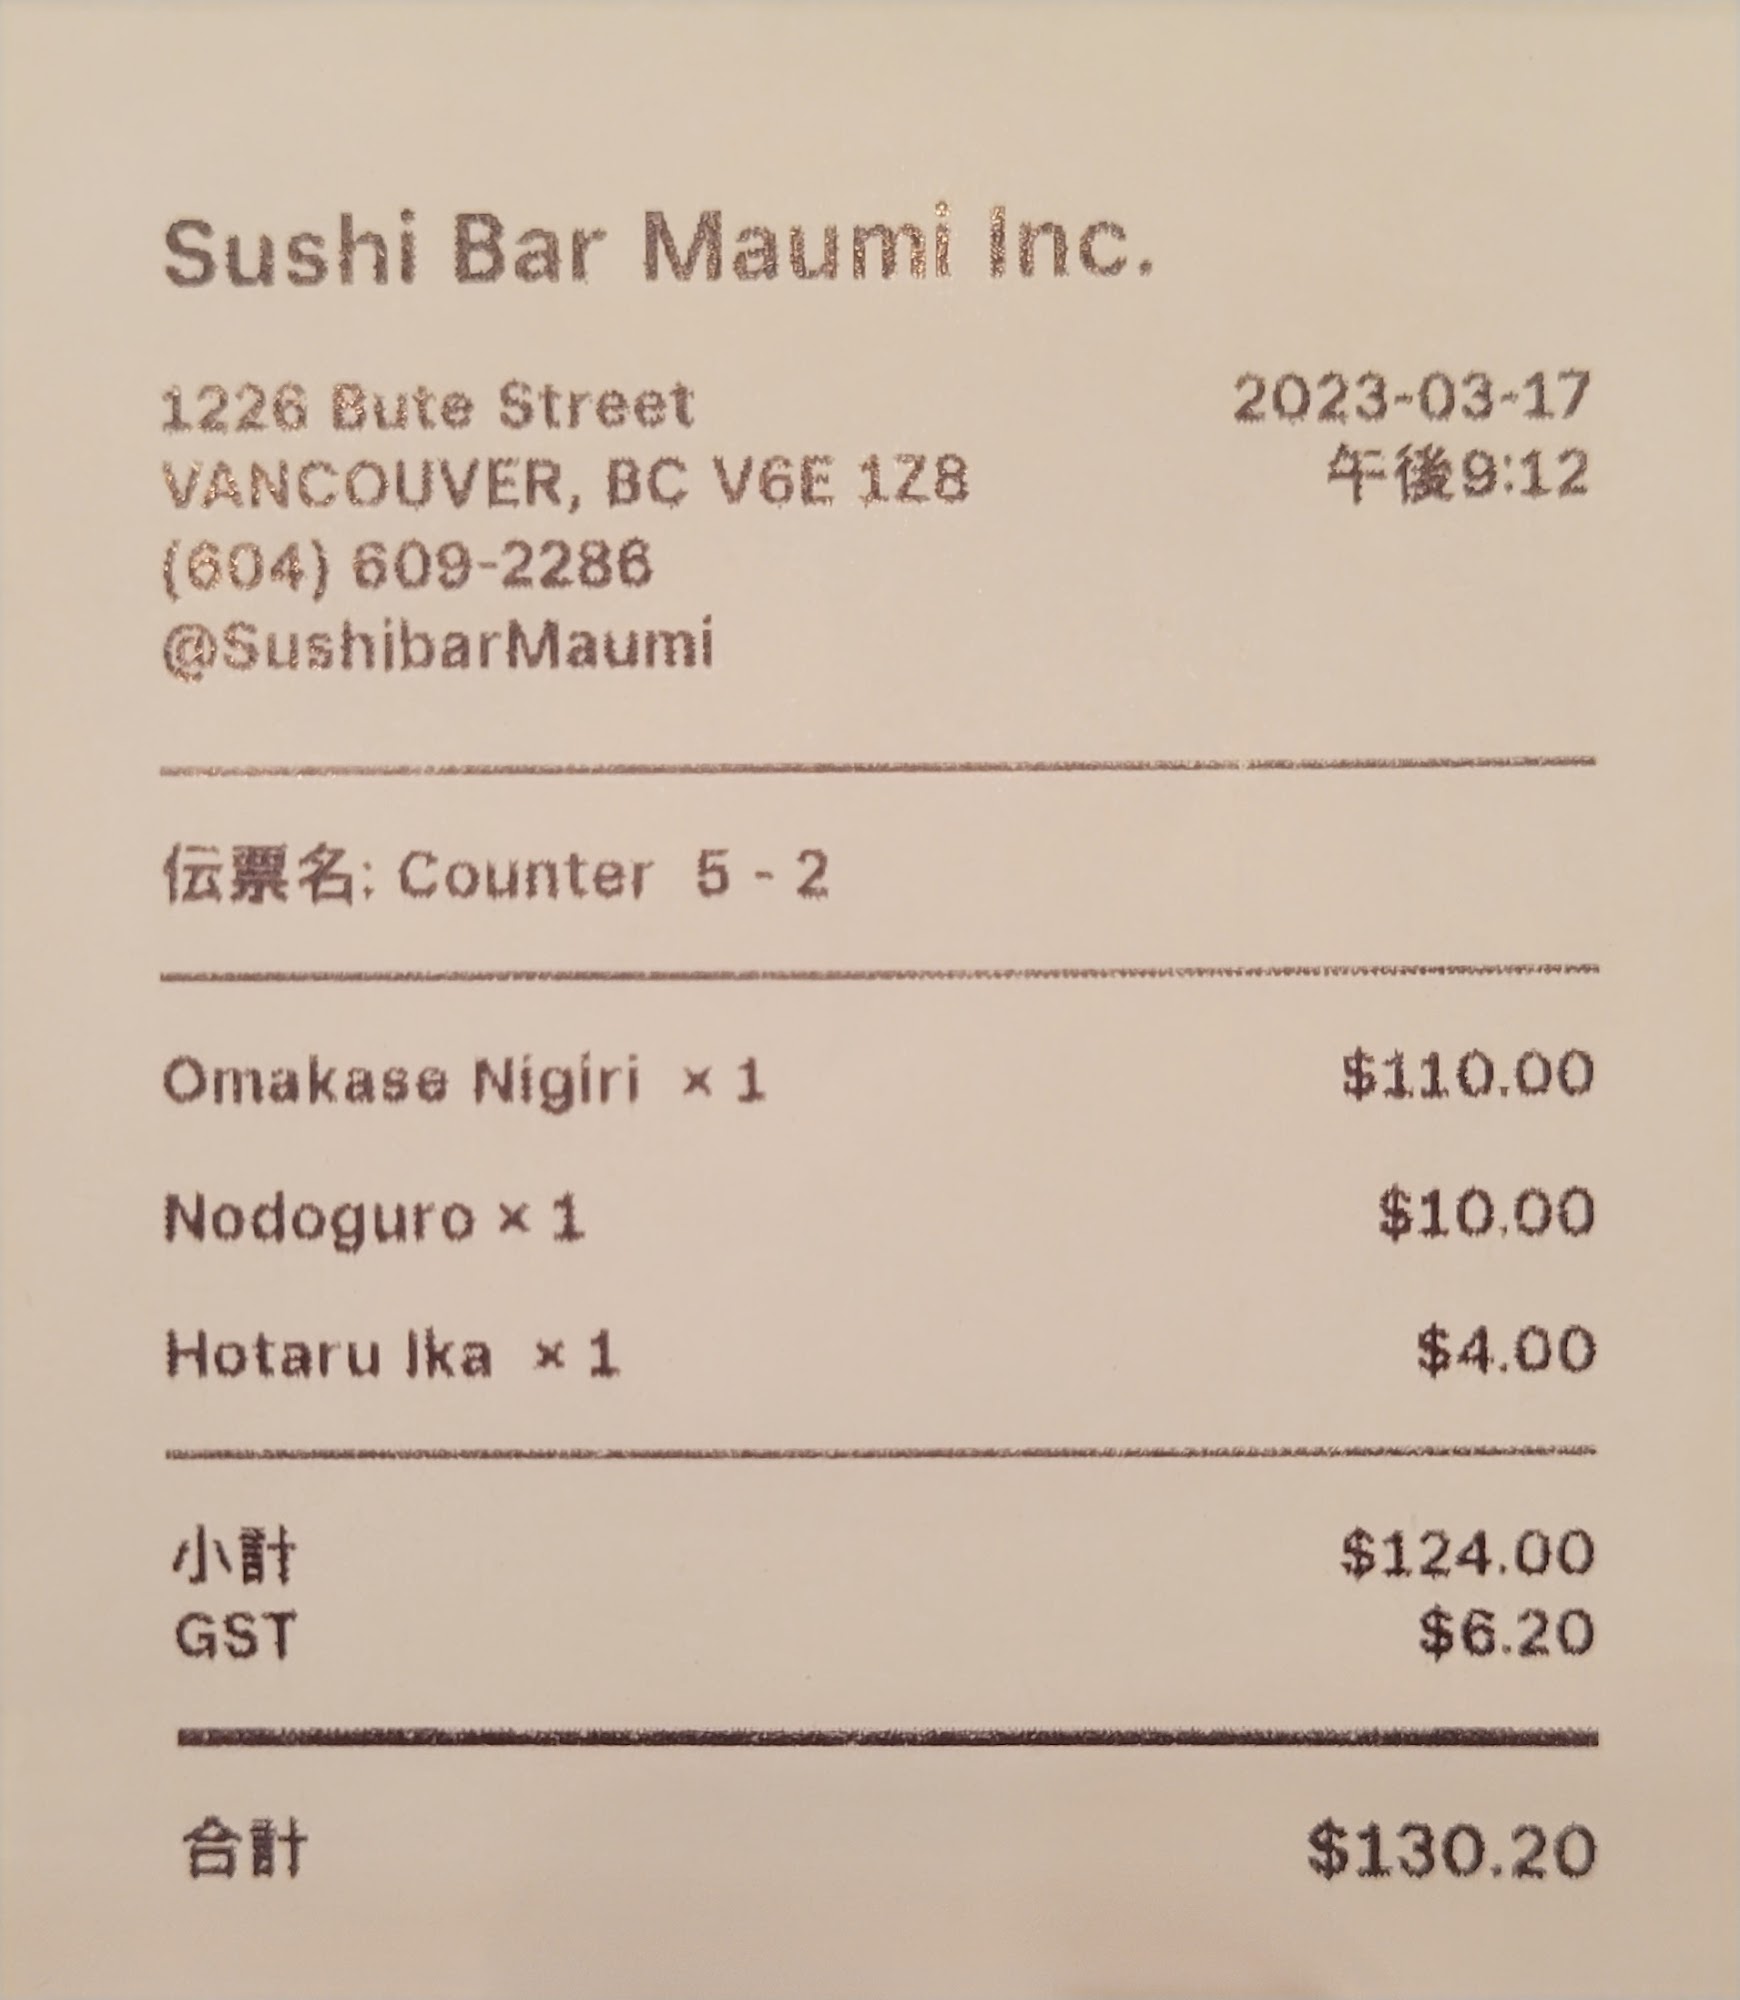 Sushi Bar Maumi Inc.
1226 Bute Street 2023-03-17
VANCOUVER, BC V6E 1Z8 午後9:12
(604) 609-2286
@SushibarMaumi
伝票名: Counter 5 - 2
Omakase Nigiri × 1 $110.00
Nodoguro × 1 $10.00
Hotaru Ika × 1 $4.00
小計 $124.00
GST $6.20
合計 $130.20